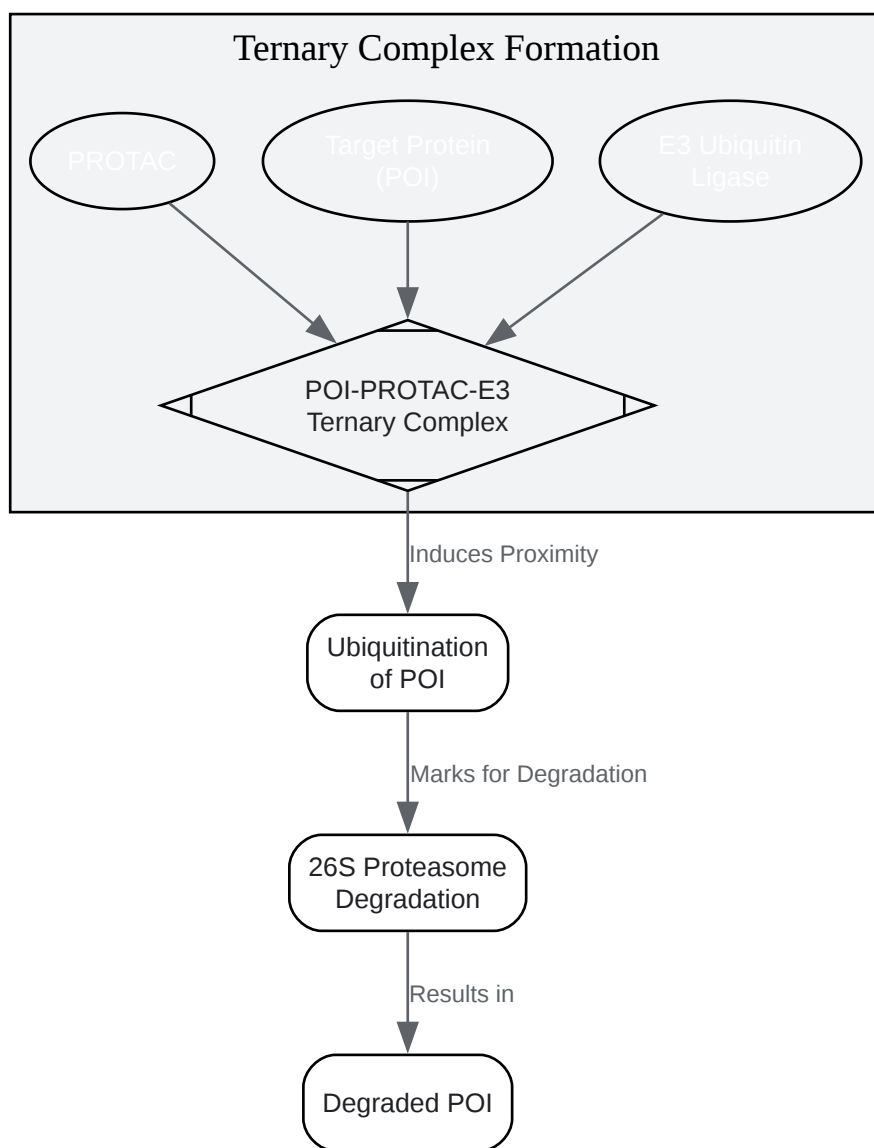 Ternary Complex Formation
PROTAC
Target Protein
(POI)
E3 Ubiquitin
Ligase
POI-PROTAC-E3
Ternary Complex
Induces Proximity
Ubiquitination
of POI
Marks for Degradation
26S Proteasome
Degradation
Results in
Degraded POI